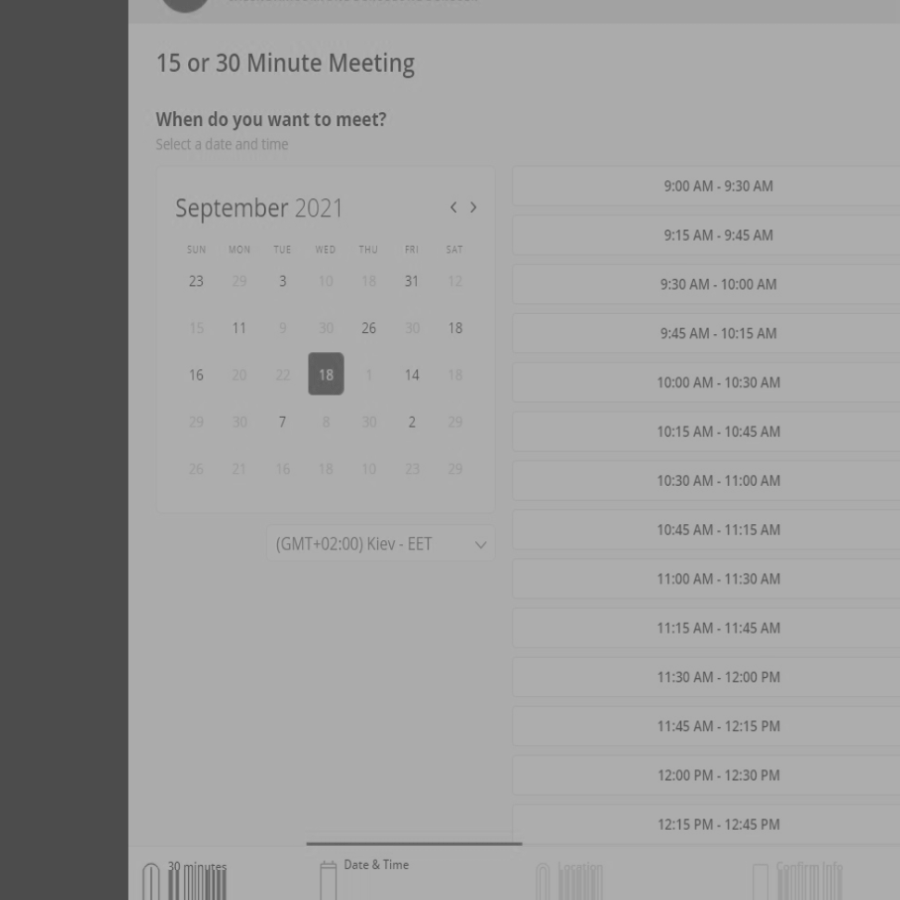 15 or 30 Minute Meeting
When do you want to meet?
Select a date and time
September 2021
SUN MON TUE WED THU FRI SAT
23 29 3 10 18 31 12
15 11 9 30 26 30 18
16 20 22 18 1 14 18
29 30 7 8 30 2 29
26 21 16 18 10 23 29
(GMT+02:00) Kiev - EET
9:00 AM - 9:30 AM
9:15 AM - 9:45 AM
9:30 AM - 10:00 AM
9:45 AM - 10:15 AM
10:00 AM - 10:30 AM
10:15 AM - 10:45 AM
10:30 AM - 11:00 AM
10:45 AM - 11:15 AM
11:00 AM - 11:30 AM
11:15 AM - 11:45 AM
11:30 AM - 12:00 PM
11:45 AM - 12:15 PM
12:00 PM - 12:30 PM
12:15 PM - 12:45 PM
30 minutes
Date & Time
Location
Confirm Info